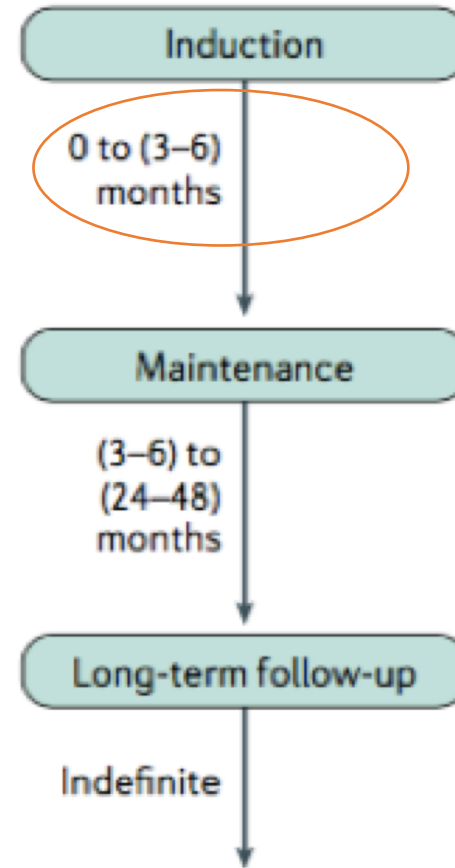 Induction
0 to (3–6)
months
Maintenance
(3–6) to
(24–48)
months
Long-term follow-up
Indefinite